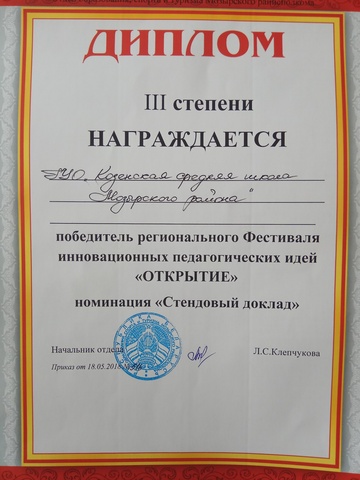 ДИПЛОМ
III степени
НАГРАЖДАЕТСЯ
ГУО „Козенская средняя школа
Мозырского района“
победитель регионального Фестиваля
инновационных педагогических идей
«ОТКРЫТИЕ»
номинация «Стендовый доклад»
Начальник отдела
Л.С.Клепчукова
Приказ от 18.05.2018